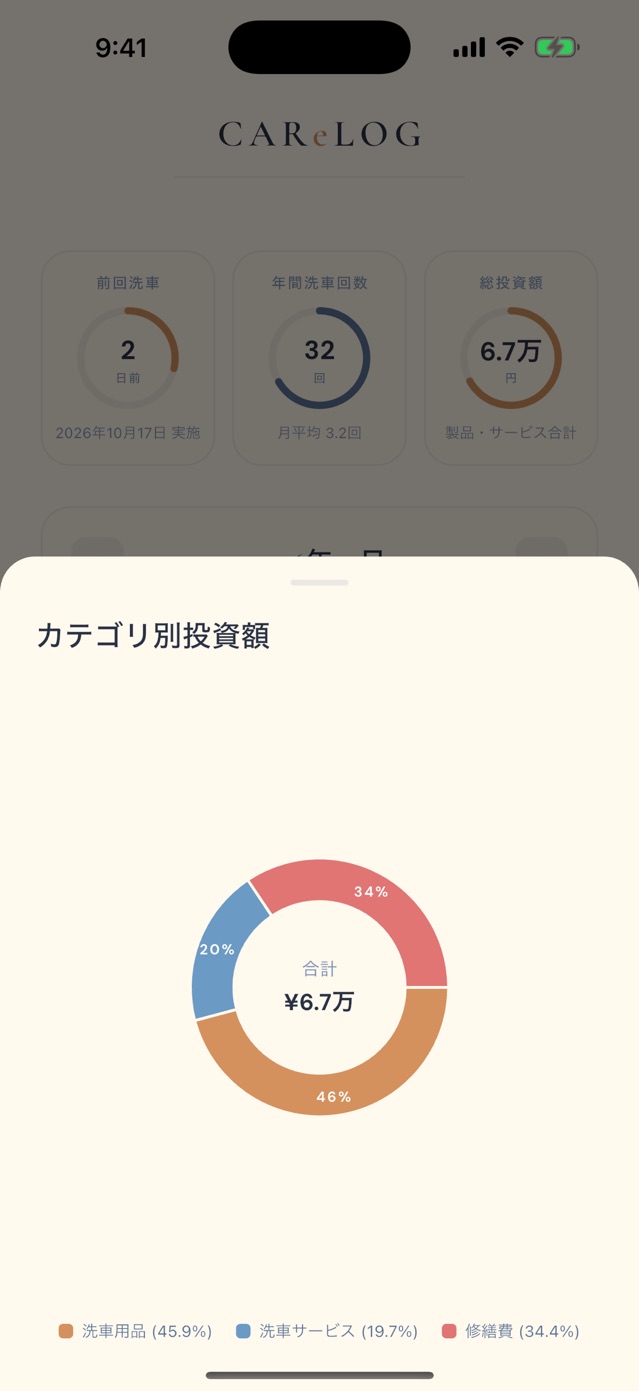 9:41
CAReLOG
前回洗車
2
日前
2026年10月17日 実施
年間洗車回数
32
回
月平均 3.2回
総投資額
6.7万
円
製品・サービス合計
カテゴリ別投資額
34%
20%
合計
¥6.7万
46%
洗車用品 (45.9%)
洗車サービス (19.7%)
修繕費 (34.4%)